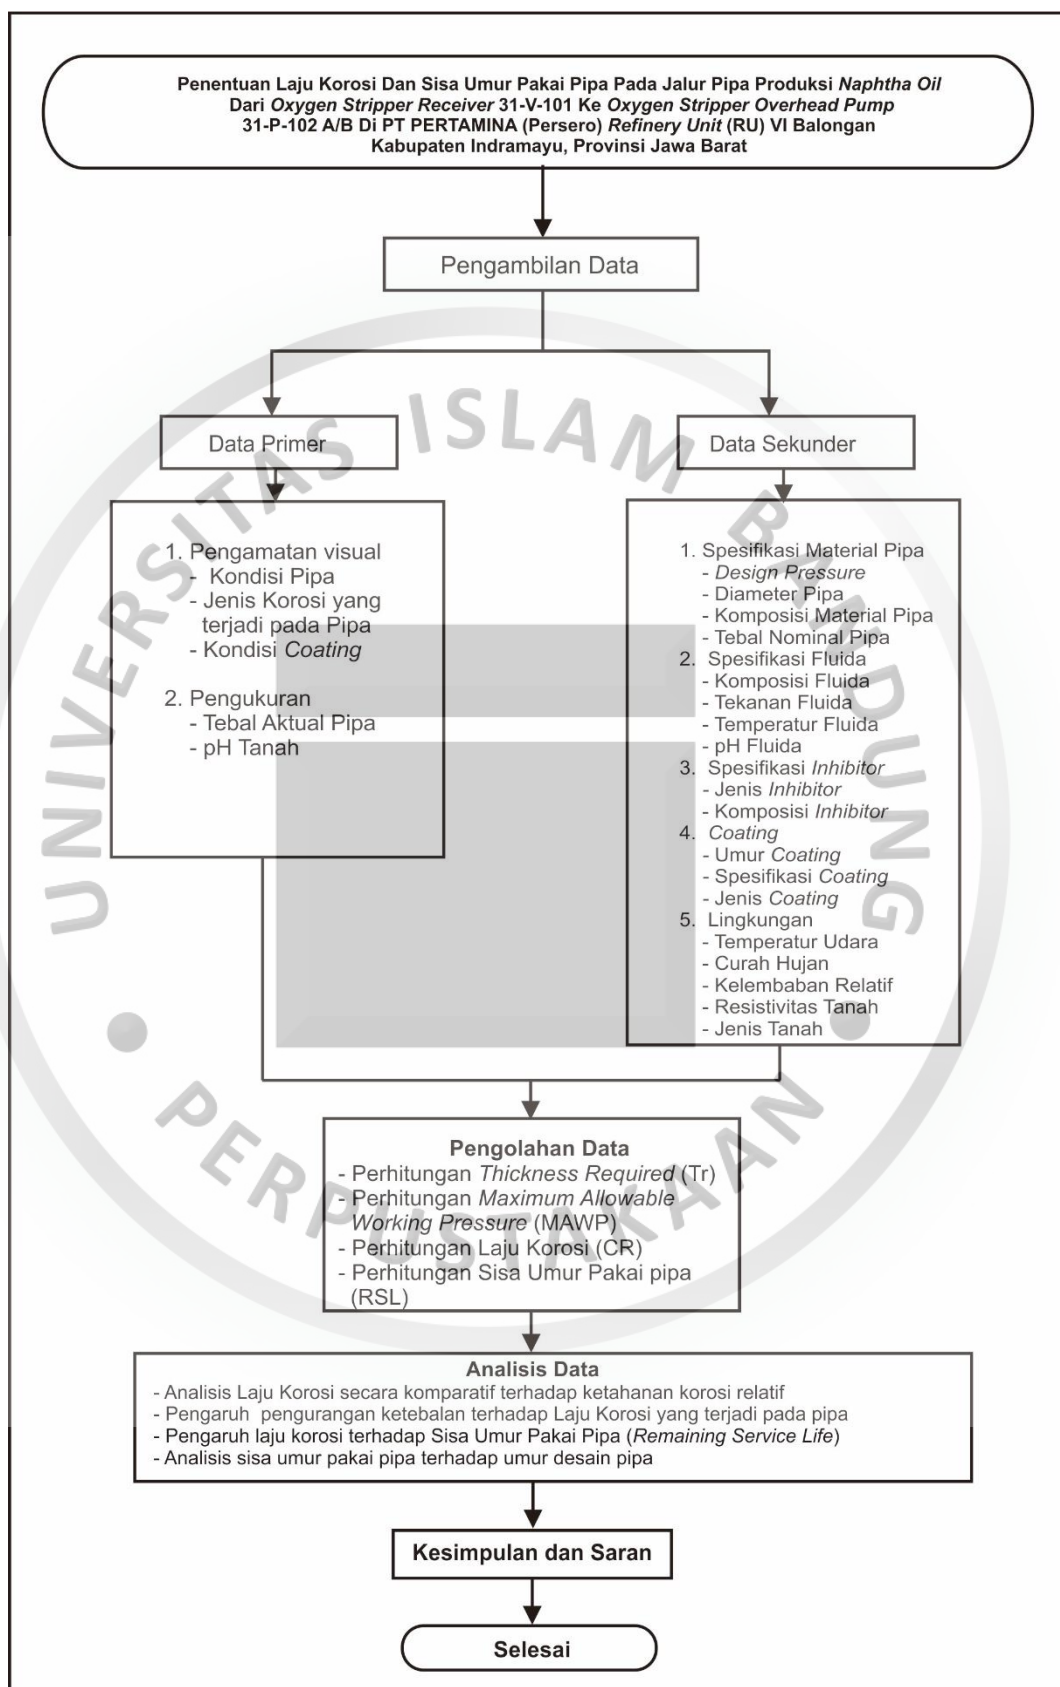 Penentuan Laju Korosi Dan Sisa Umur Pakai Pipa Pada Jalur Pipa Produksi Naphtha Oil
Dari Oxygen Stripper Receiver 31-V-101 Ke Oxygen Stripper Overhead Pump
31-P-102 A/B Di PT PERTAMINA (Persero) Refinery Unit (RU) VI Balongan
Kabupaten Indramayu, Provinsi Jawa Barat
Pengambilan Data
Data Primer
Data Sekunder
1. Pengamatan visual
- Kondisi Pipa
- Jenis Korosi yang
terjadi pada Pipa
- Kondisi Coating
2. Pengukuran
- Tebal Aktual Pipa
- pH Tanah
1. Spesifikasi Material Pipa
- Design Pressure
- Diameter Pipa
- Komposisi Material Pipa
- Tebal Nominal Pipa
2. Spesifikasi Fluida
- Komposisi Fluida
- Tekanan Fluida
- Temperatur Fluida
- pH Fluida
3. Spesifikasi Inhibitor
- Jenis Inhibitor
- Komposisi Inhibitor
4. Coating
- Umur Coating
- Spesifikasi Coating
- Jenis Coating
5. Lingkungan
- Temperatur Udara
- Curah Hujan
- Kelembaban Relatif
- Resistivitas Tanah
- Jenis Tanah
Pengolahan Data
- Perhitungan Thickness Required (Tr)
- Perhitungan Maximum Allowable
Working Pressure (MAWP)
- Perhitungan Laju Korosi (CR)
- Perhitungan Sisa Umur Pakai pipa
(RSL)
Analisis Data
- Analisis Laju Korosi secara komparatif terhadap ketahanan korosi relatif
- Pengaruh pengurangan ketebalan terhadap Laju Korosi yang terjadi pada pipa
- Pengaruh laju korosi terhadap Sisa Umur Pakai Pipa (Remaining Service Life)
- Analisis sisa umur pakai pipa terhadap umur desain pipa
Kesimpulan dan Saran
Selesai
UNIVERSITAS ISLAM BANDUNG
PERPUSTAKAAN